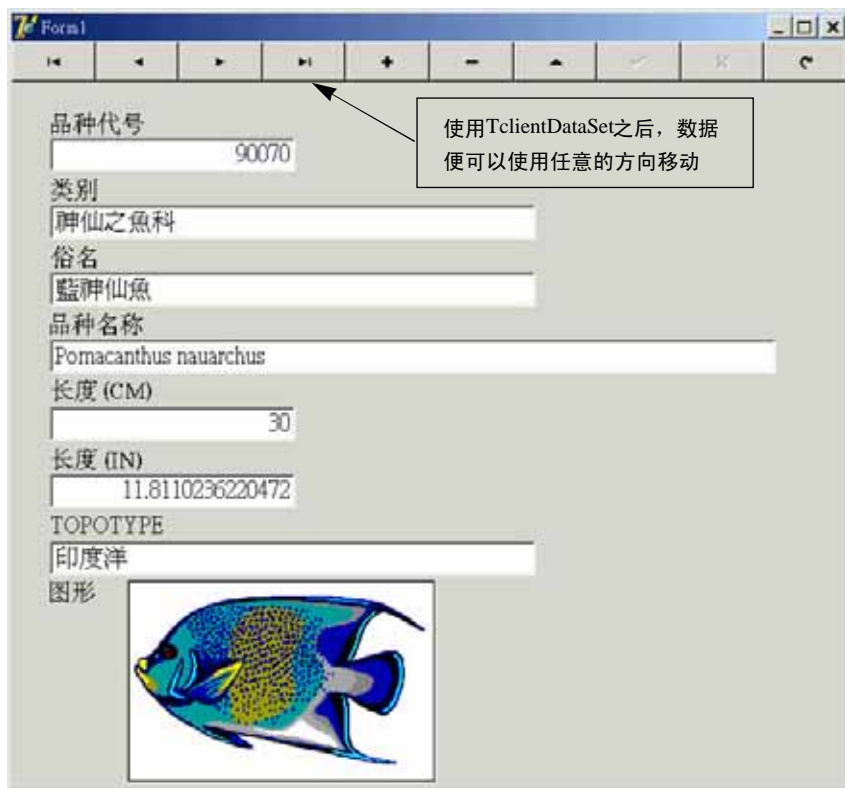 Form1
使用TclientDataSet之后，数据
便可以使用任意的方向移动
品种代号
90070
类别
神仙之魚科
俗名
藍神仙魚
品种名称
Pomacanthus nauarchus
长度 (CM)
30
长度 (IN)
11.8110236220472
TOPOTYPE
印度洋
图形